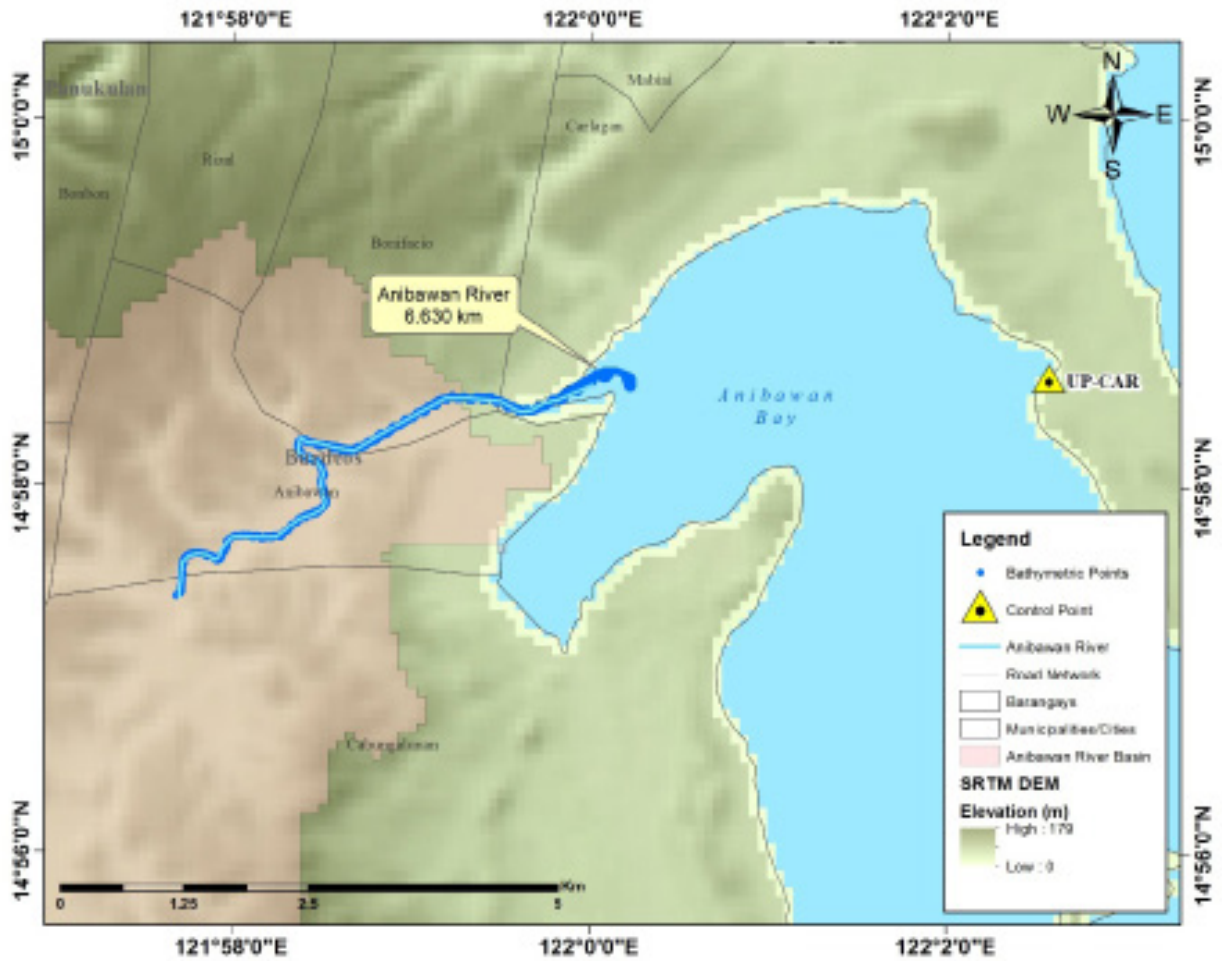 121°58'0"E 122°0'0"E 122°2'0"E
N
W E
S
15°0'0"N 15°0'0"N
Mabini
Panukulan
Carlagan
Rizal
Bonbon
Bonifacio
Anibawan River
6.630 km
UP-CAR
Anibawan
Bay
Burdeos
Anibawan
14°58'0"N 14°58'0"N
Legend
Bathymetric Points
Control Point
Anibawan River
Road Network
Barangays
Municipalities/Cities
Anibawan River Basin
SRTM DEM
Elevation (m)
High : 179
Low : 0
14°56'0"N 14°56'0"N
Km
0 1.25 2.5 5
121°58'0"E 122°0'0"E 122°2'0"E